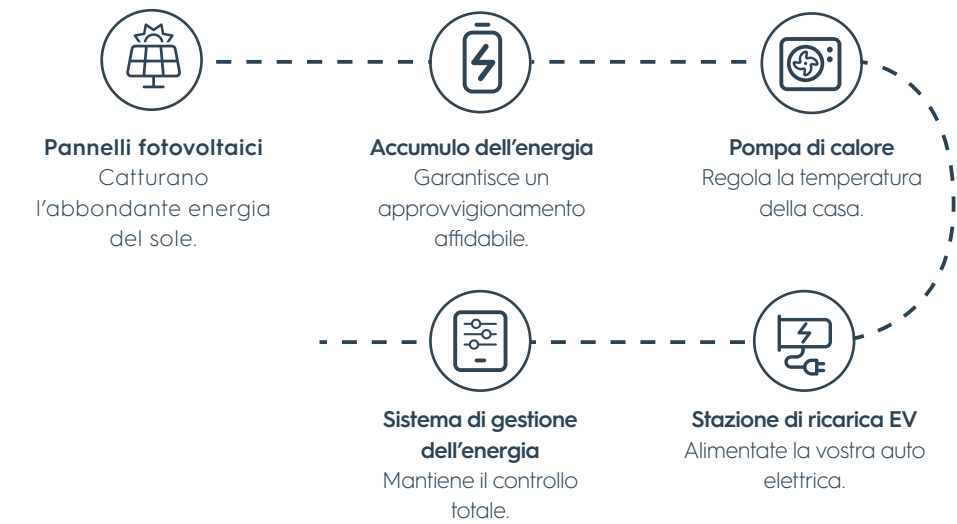 Pannelli fotovoltaici
Catturano
l'abbondante energia
del sole.
Accumulo dell'energia
Garantisce un
approvvigionamento
affidabile.
Pompa di calore
Regola la temperatura
della casa.
Stazione di ricarica EV
Alimentate la vostra auto
elettrica.
Sistema di gestione
dell'energia
Mantiene il controllo
totale.